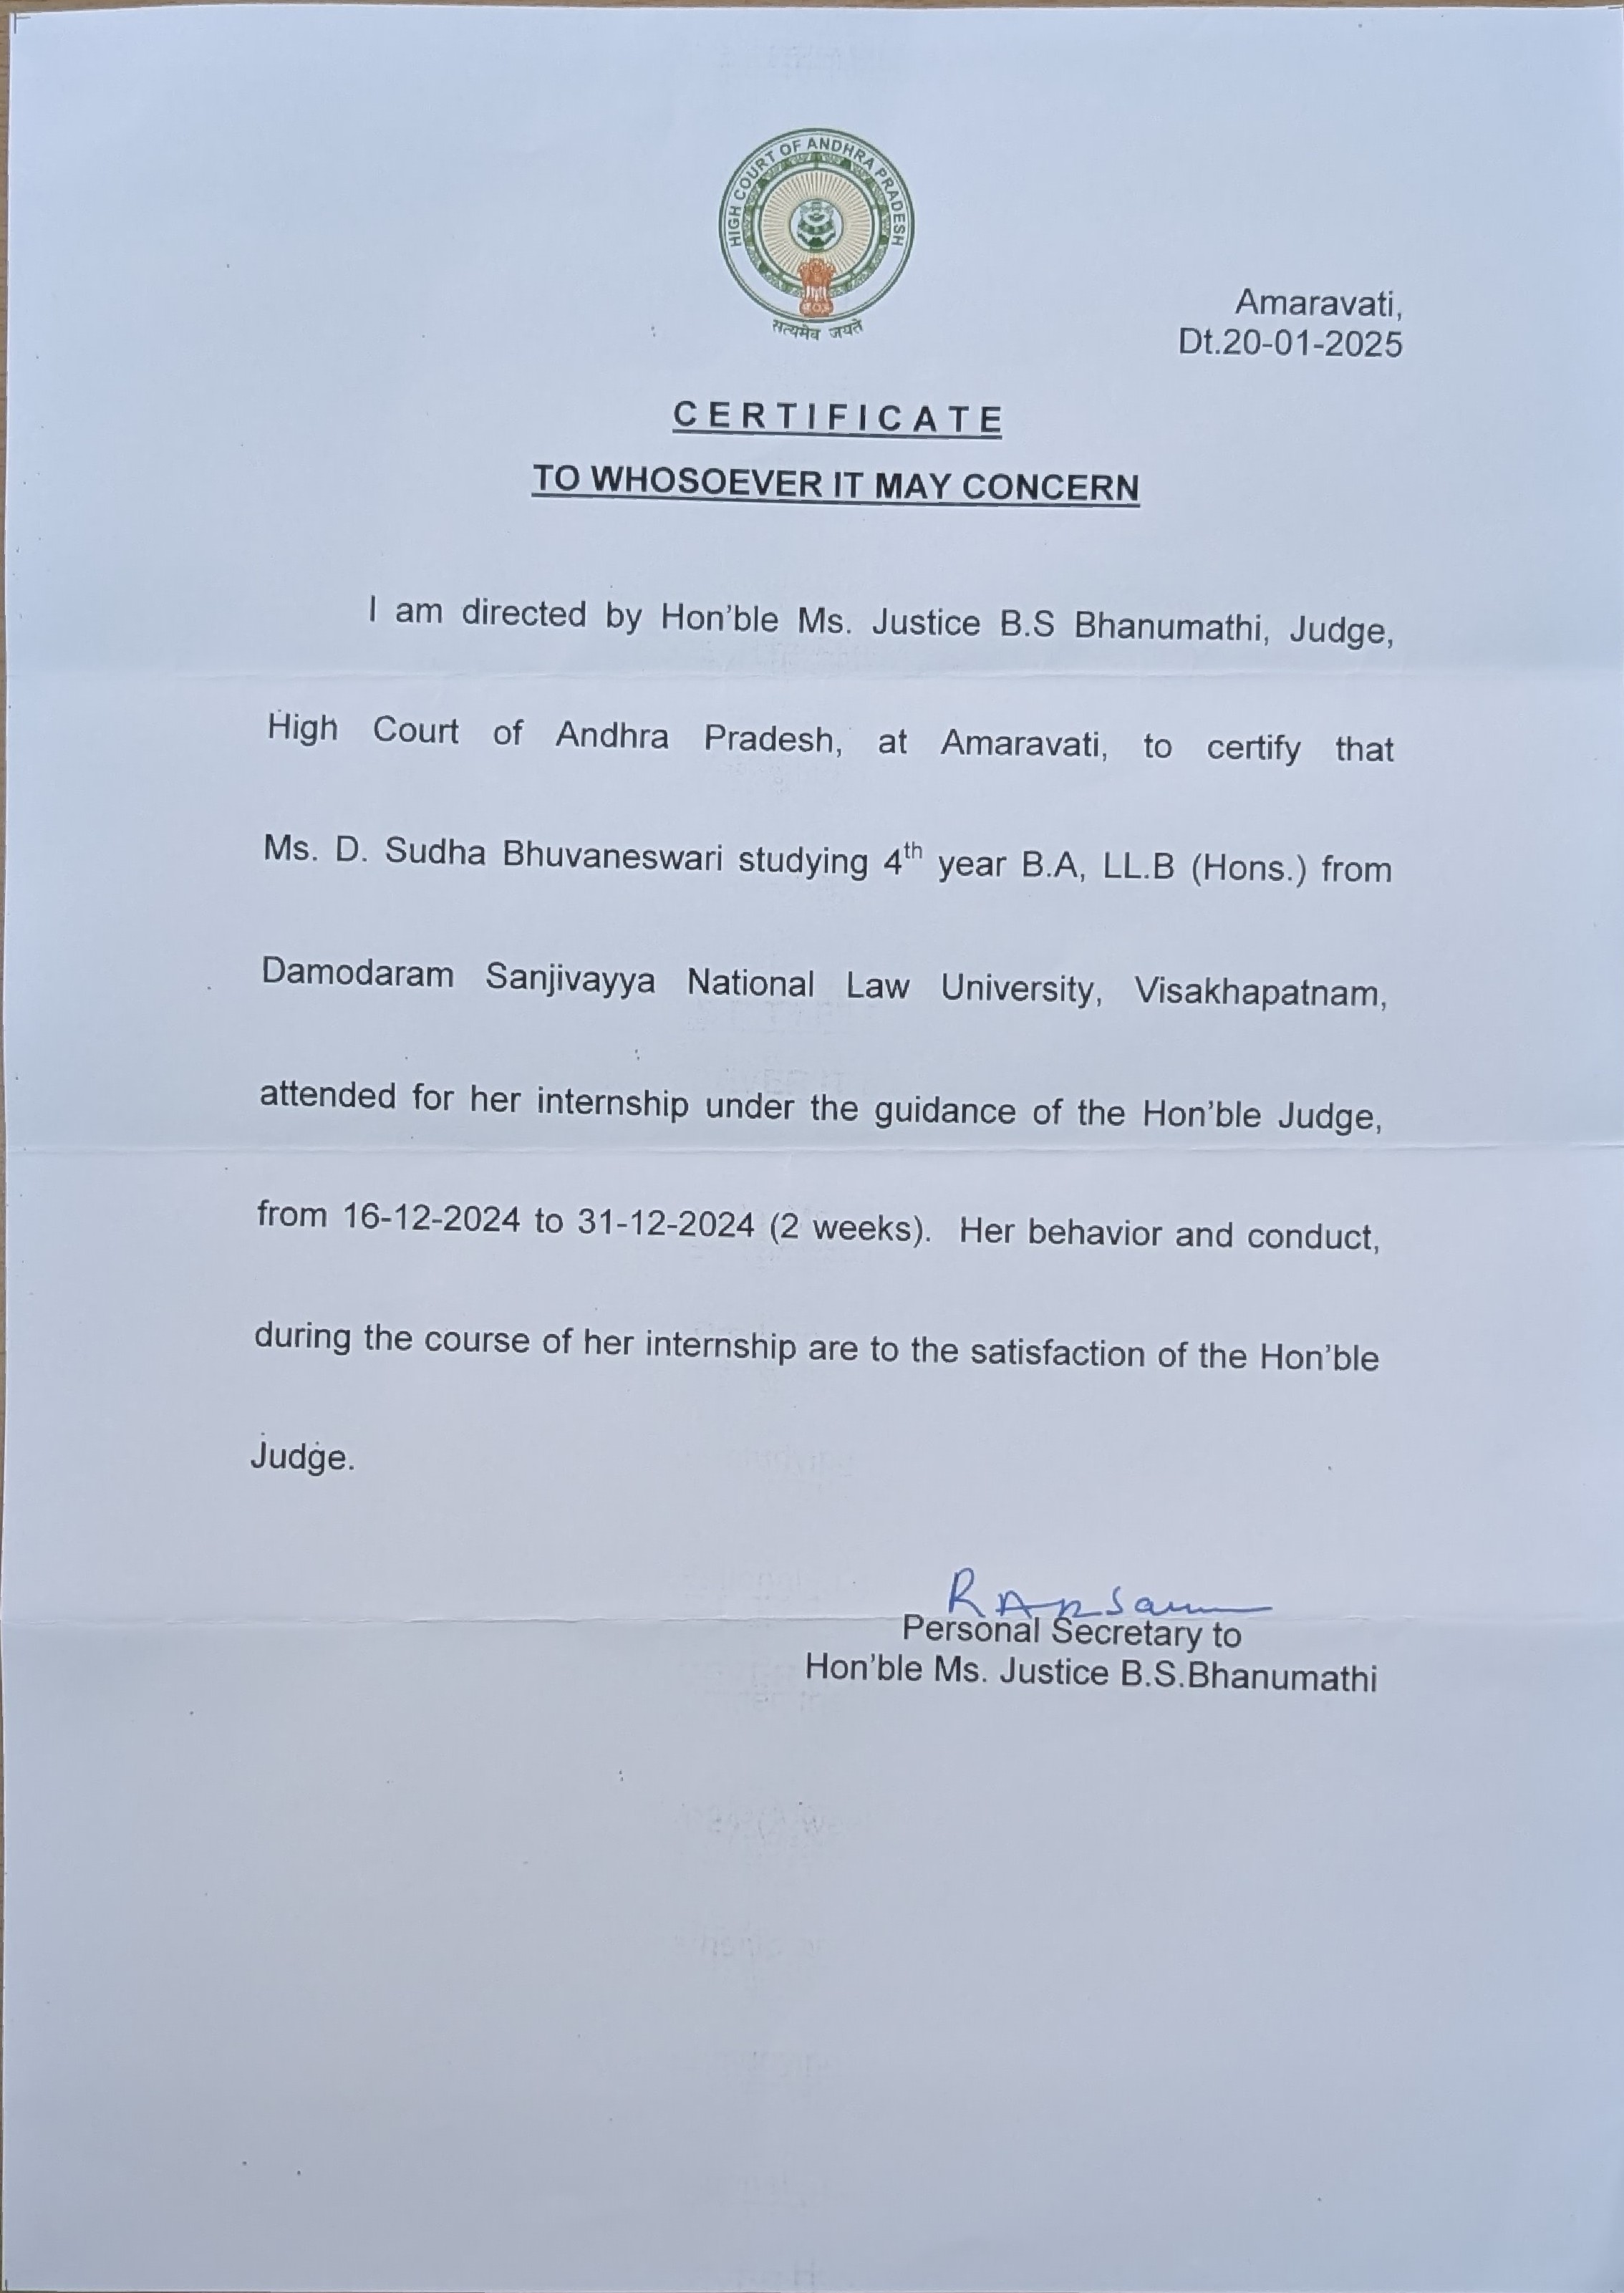 HIGH COURT OF ANDHRA PRADESH
सत्यमेव जयते
Amaravati,
Dt.20-01-2025
CERTIFICATE
TO WHOSOEVER IT MAY CONCERN
I am directed by Hon'ble Ms. Justice B.S Bhanumathi, Judge,
High Court of Andhra Pradesh, at Amaravati, to certify that
Ms. D. Sudha Bhuvaneswari studying 4th year B.A, LL.B (Hons.) from
Damodaram Sanjivayya National Law University, Visakhapatnam,
attended for her internship under the guidance of the Hon'ble Judge,
from 16-12-2024 to 31-12-2024 (2 weeks). Her behavior and conduct,
during the course of her internship are to the satisfaction of the Hon'ble
Judge.
Personal Secretary to
Hon'ble Ms. Justice B.S.Bhanumathi